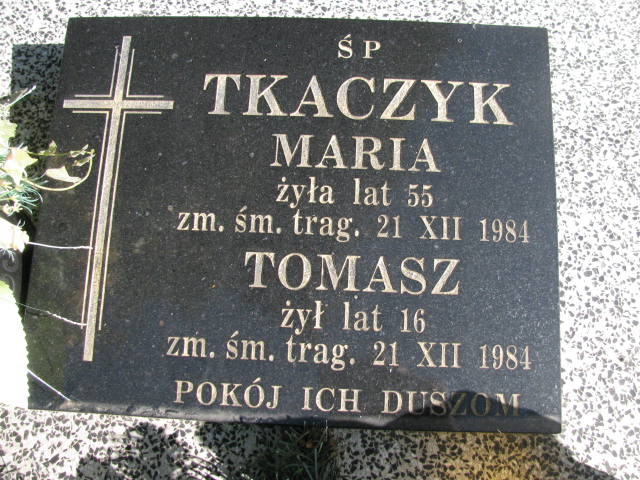 ŚP
TKACZYK
MARIA
żyła lat 55
zm. śm. trag. 21 XII 1984
TOMASZ
żył lat 16
zm. śm. trag. 21 XII 1984
POKÓJ ICH DUSZOM